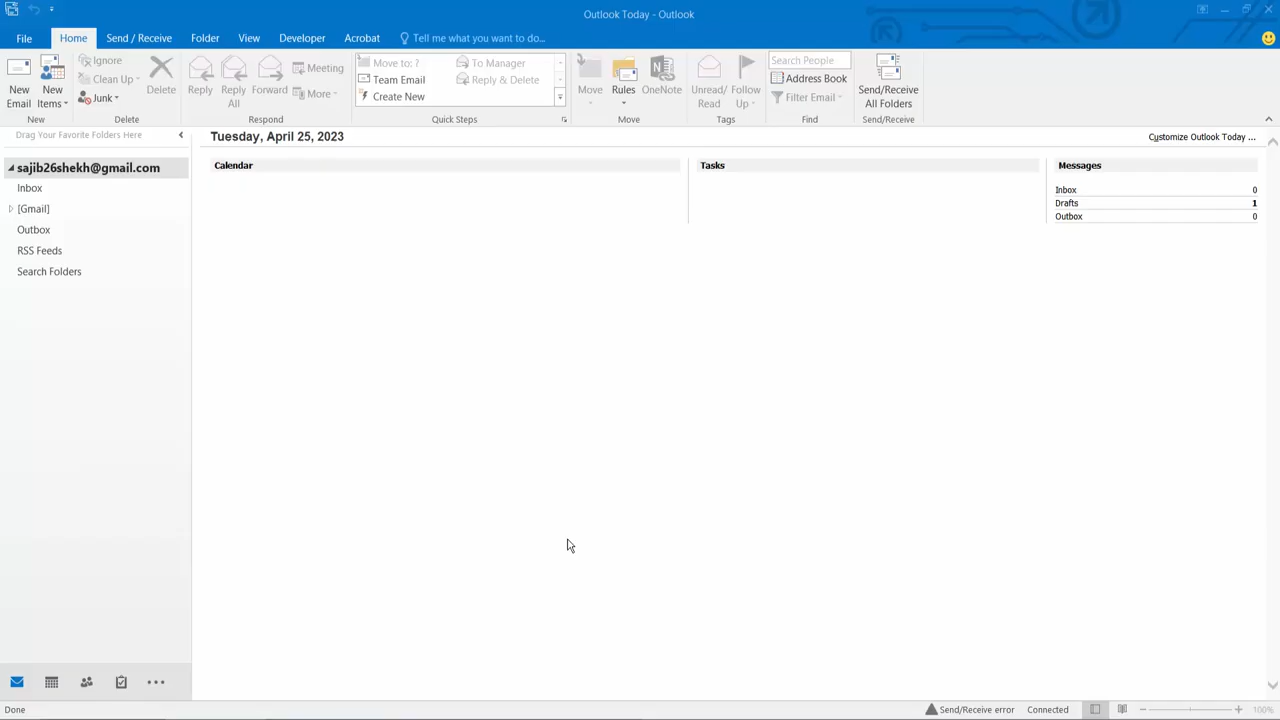 Outlook Today - Outlook
File Home Send / Receive Folder View Developer Acrobat Tell me what you want to do...
New Email
New Items
New
Ignore
Clean Up
Junk
Delete
Delete
Reply
Reply All
Forward
Meeting
More
Respond
Move to: ?
Team Email
Create New
To Manager
Reply & Delete
Quick Steps
Move
Rules
OneNote
Move
Unread/ Read
Follow Up
Tags
Search People
Address Book
Filter Email
Find
Send/Receive All Folders
Send/Receive
Drag Your Favorite Folders Here
sajib26shekh@gmail.com
Inbox
[Gmail]
Outbox
RSS Feeds
Search Folders
Tuesday, April 25, 2023
Customize Outlook Today ...
Calendar
Tasks
Messages
Inbox 0
Drafts 1
Outbox 0
Done
Send/Receive error
Connected
100%